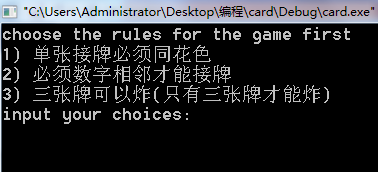 "C:\Users\Administrator\Desktop\编程\card\Debug\card.exe"
choose the rules for the game first
1) 单张接牌必须同花色
2) 必须数字相邻才能接牌
3) 三张牌可以炸(只有三张牌才能炸)
input your choices: